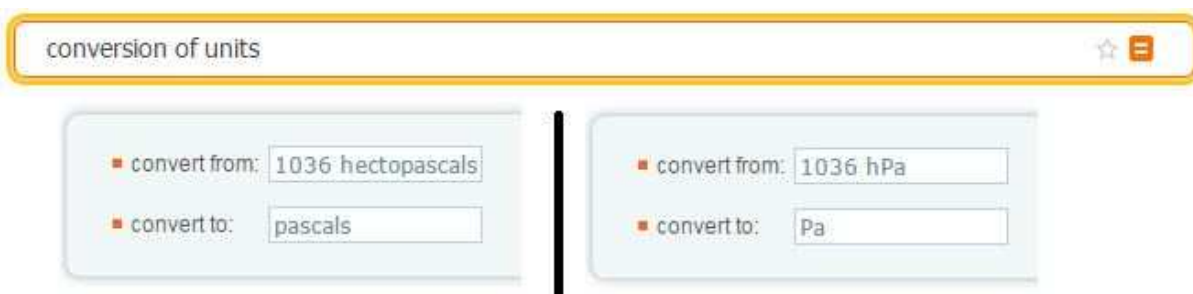 conversion of units
convert from: 1036 hectopascals
convert to: pascals
convert from: 1036 hPa
convert to: Pa